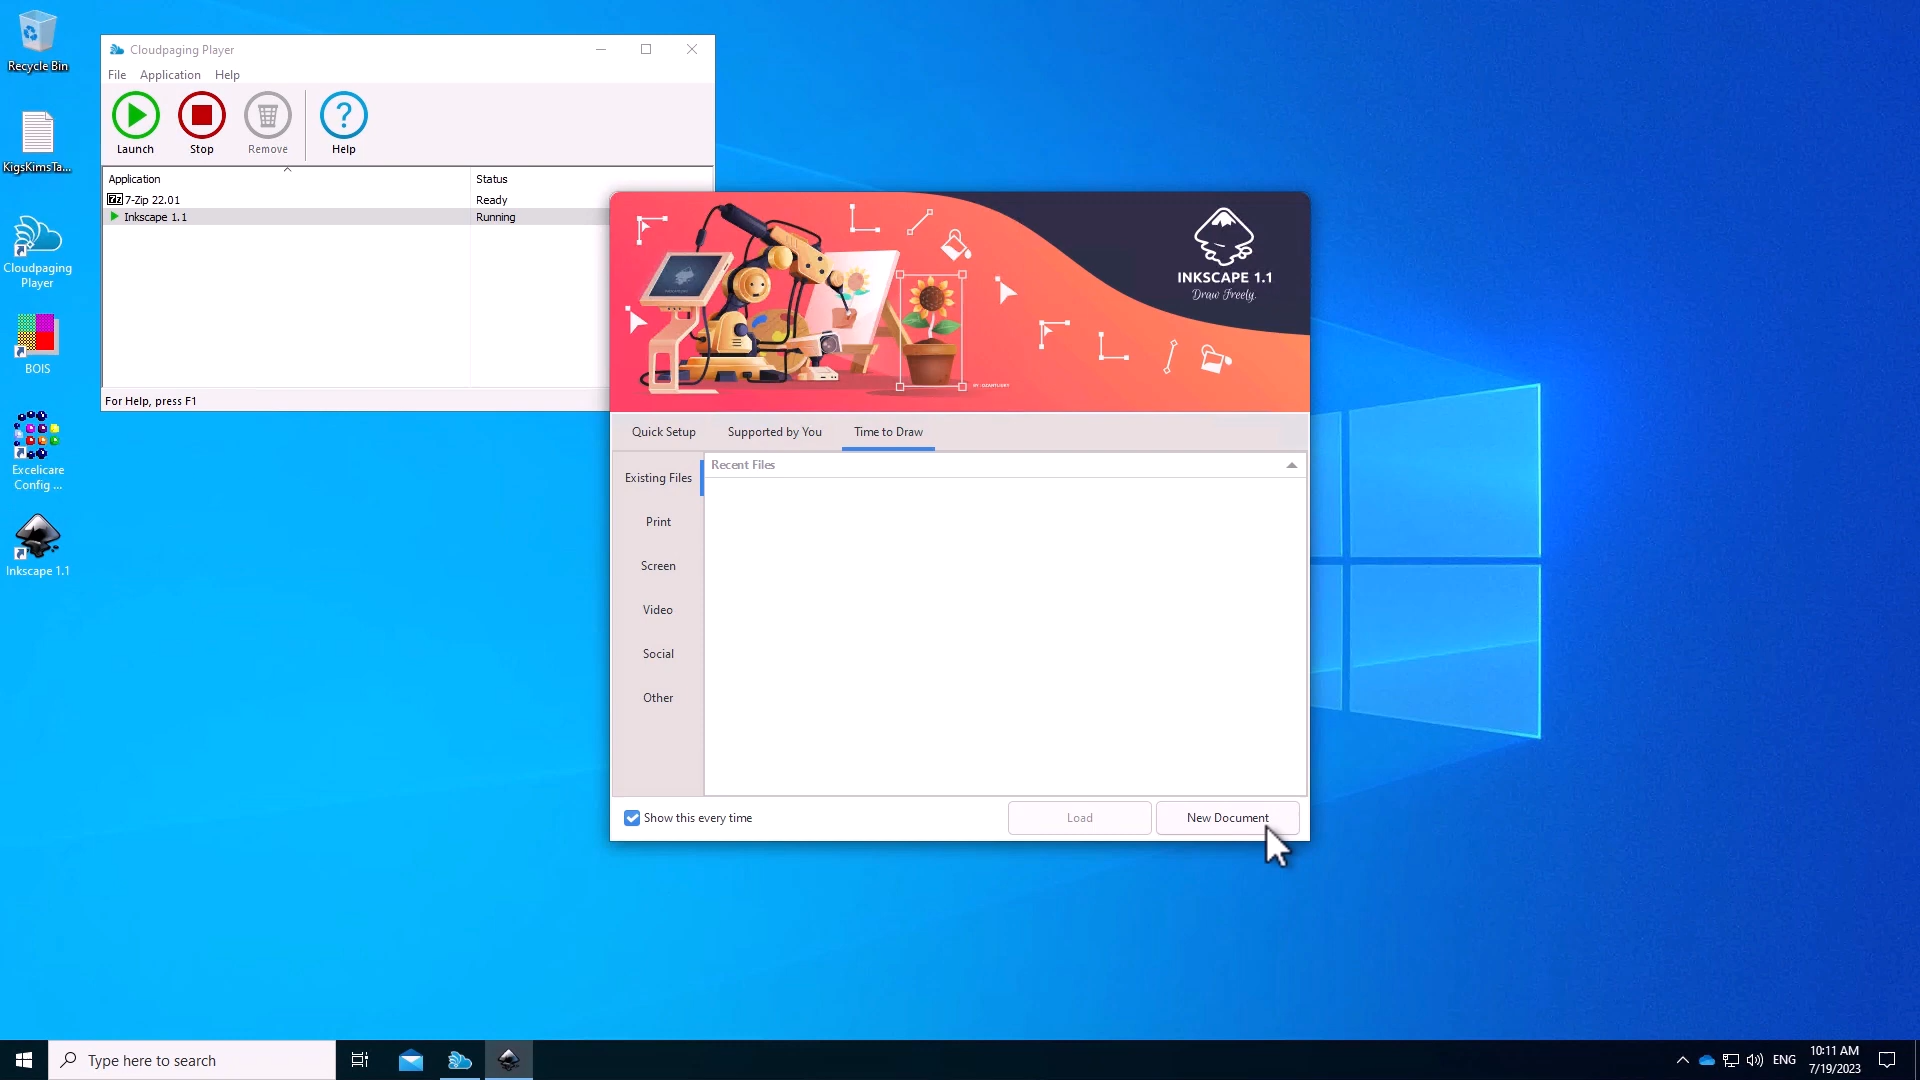 Recycle Bin
KigsKimsTa...
Cloudpaging
Player
BOIS
Excelicare
Config ...
Inkscape 1.1
Cloudpaging Player
File Application Help
Launch Stop Remove Help
Application Status
7-Zip 22.01 Ready
Inkscape 1.1 Running
For Help, press F1
INKSCAPE 1.1
Draw Freely.
Quick Setup Supported by You Time to Draw
Existing Files
Print
Screen
Video
Social
Other
Recent Files
Show this every time
Load
New Document
Type here to search
ENG
10:11 AM
7/19/2023